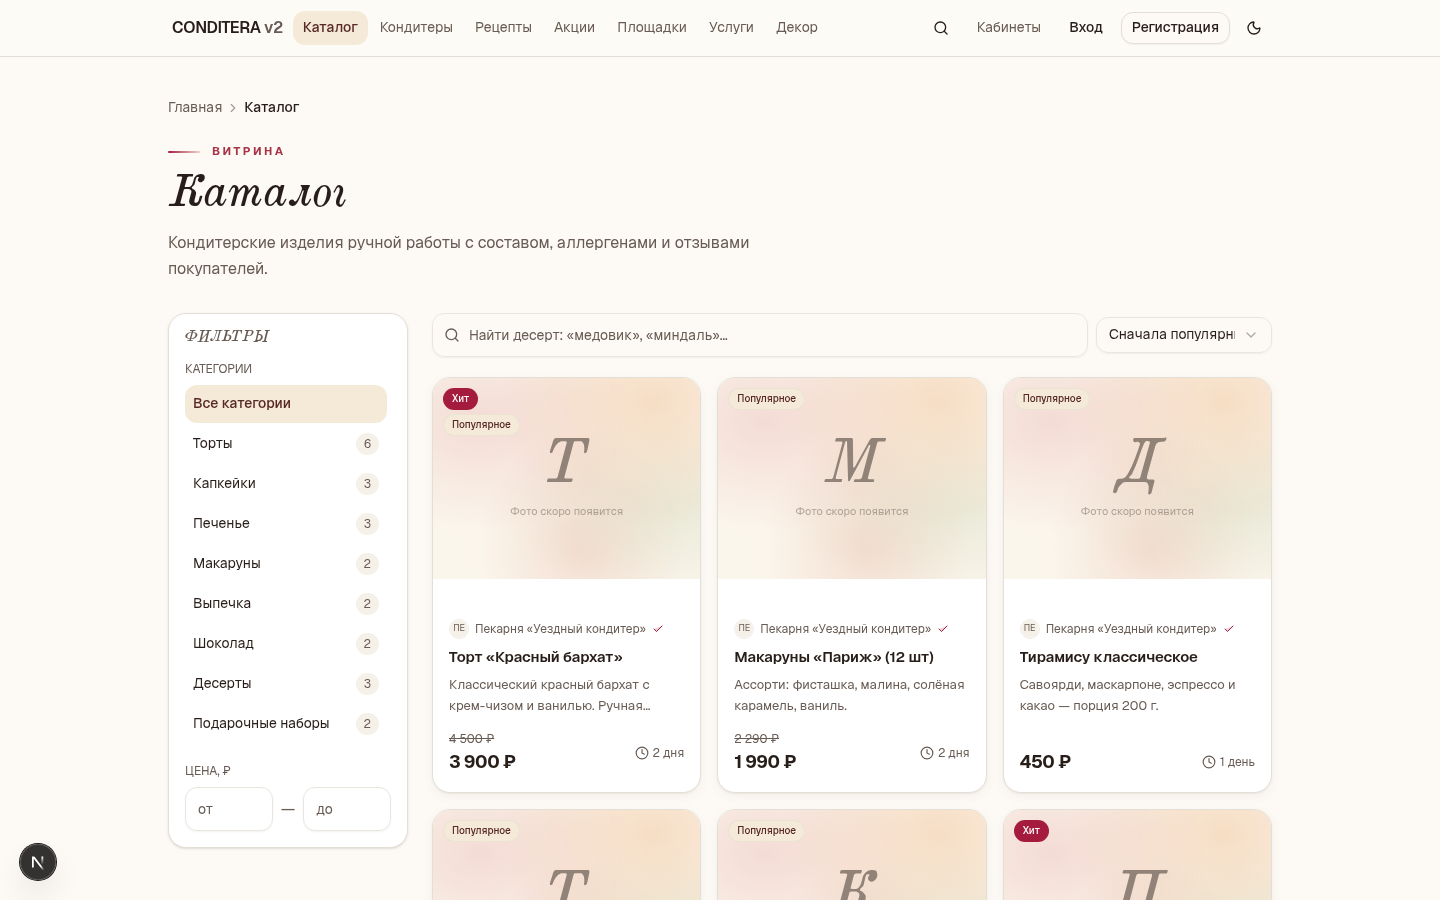 CONDITERA v2 Каталог Кондитеры Рецепты Акции Площадки Услуги Декор Кабинеты Вход Регистрация
Главная Каталог
ВИТРИНА
Каталог
Кондитерские изделия ручной работы с составом, аллергенами и отзывами
покупателей.
ФИЛЬТРЫ
КАТЕГОРИИ
Все категории
Торты 6
Капкейки 3
Печенье 3
Макаруны 2
Выпечка 2
Шоколад 2
Десерты 3
Подарочные наборы 2
ЦЕНА, ₽
от — до
Найти десерт: «медовик», «миндаль»…
Сначала популярн
Хит
Популярное
Т
Фото скоро появится
ПЕ Пекарня «Уездный кондитер»
Торт «Красный бархат»
Классический красный бархат с
крем-чизом и ванилью. Ручная…
4 500 ₽
3 900 ₽
2 дня
Популярное
М
Фото скоро появится
ПЕ Пекарня «Уездный кондитер»
Макаруны «Париж» (12 шт)
Ассорти: фисташка, малина, солёная
карамель, ваниль.
2 290 ₽
1 990 ₽
2 дня
Популярное
Д
Фото скоро появится
ПЕ Пекарня «Уездный кондитер»
Тирамису классическое
Савоярди, маскарпоне, эспрессо и
какао — порция 200 г.
450 ₽
1 день
Популярное
Т
Популярное
К
Хит
П
N